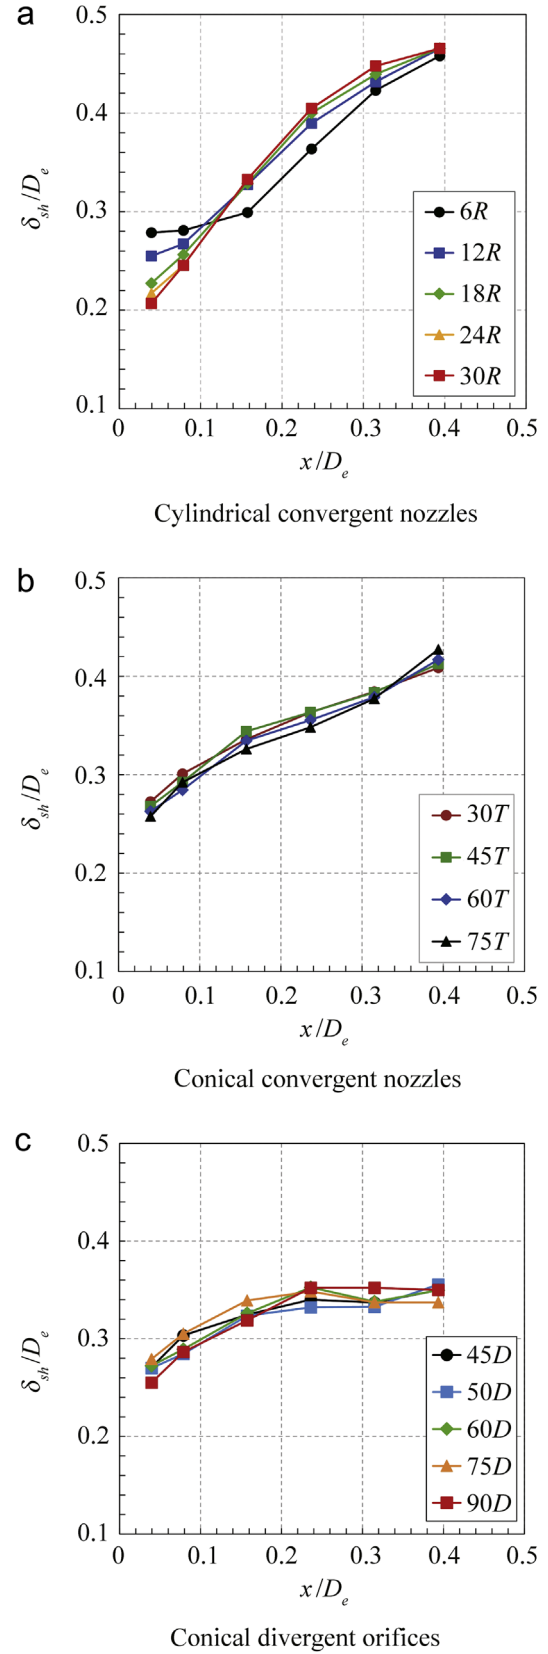 a
0.5
0.4
0.3
0.2
0.1
δsh/De
0 0.1 0.2 0.3 0.4 0.5
x/De
6R
12R
18R
24R
30R
Cylindrical convergent nozzles
b
0.5
0.4
0.3
0.2
0.1
δsh/De
0 0.1 0.2 0.3 0.4 0.5
x/De
30T
45T
60T
75T
Conical convergent nozzles
c
0.5
0.4
0.3
0.2
0.1
δsh/De
0 0.1 0.2 0.3 0.4 0.5
x/De
45D
50D
60D
75D
90D
Conical divergent orifices